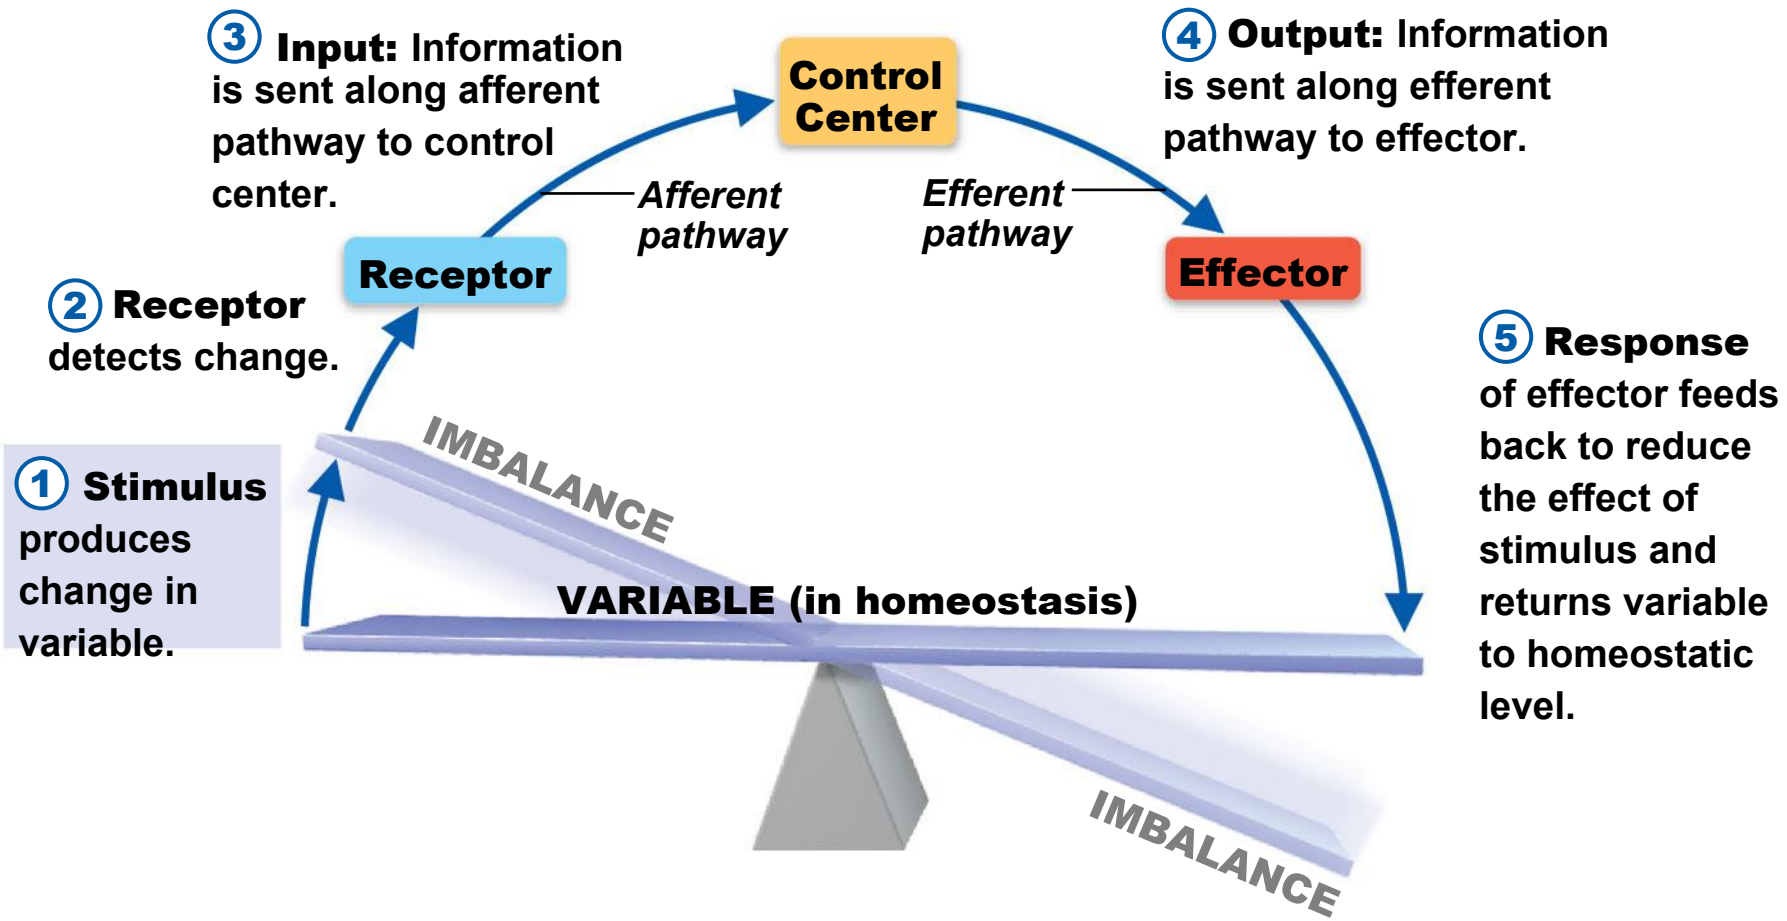 3 Input: Information
is sent along afferent
pathway to control
center.
Control
Center
4 Output: Information
is sent along efferent
pathway to effector.
Afferent
pathway
Efferent
pathway
Receptor
Effector
2 Receptor
detects change.
5 Response
of effector feeds
back to reduce
the effect of
stimulus and
returns variable
to homeostatic
level.
IMBALANCE
1 Stimulus
produces
change in
variable.
VARIABLE (in homeostasis)
IMBALANCE